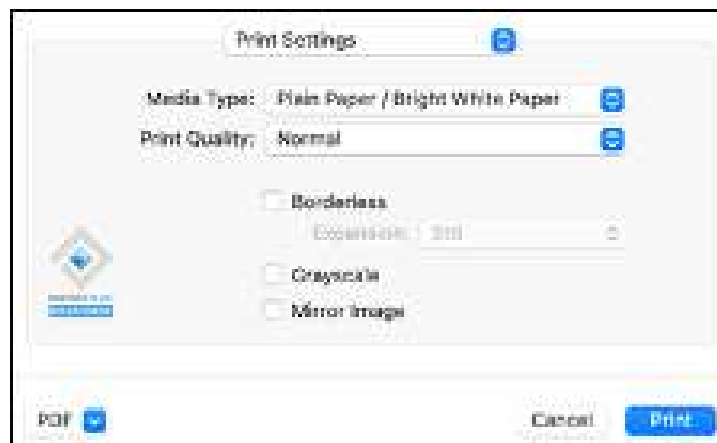 Print Settings
Media Type: Plain Paper / Bright White Paper
Print Quality: Normal
Borderless
Expansion:
Grayscale
Mirror Image
PDF Cancel Print